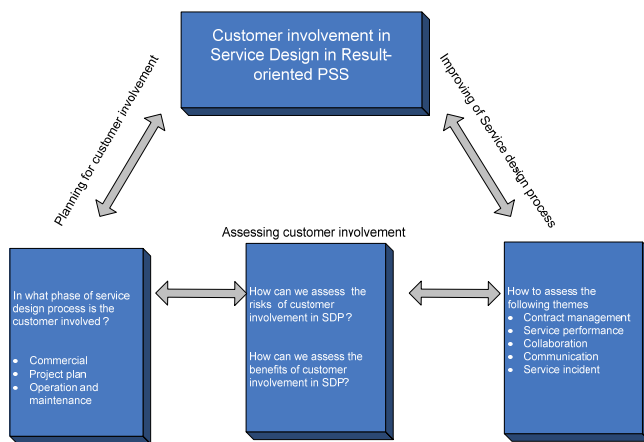 Customer involvement in
Service Design in Result-
oriented PSS
Planning for customer involvement
Improving of Service design process
Assessing customer involvement
In what phase of service
design process is the
customer involved ?
• Commercial
• Project plan
• Operation and
maintenance
How can we assess the
risks of customer
involvement in SDP?
How can we assess the
benefits of customer
involvement in SDP?
How to assess the
following themes
• Contract management
• Service performance
• Collaboration
• Communication
• Service incident